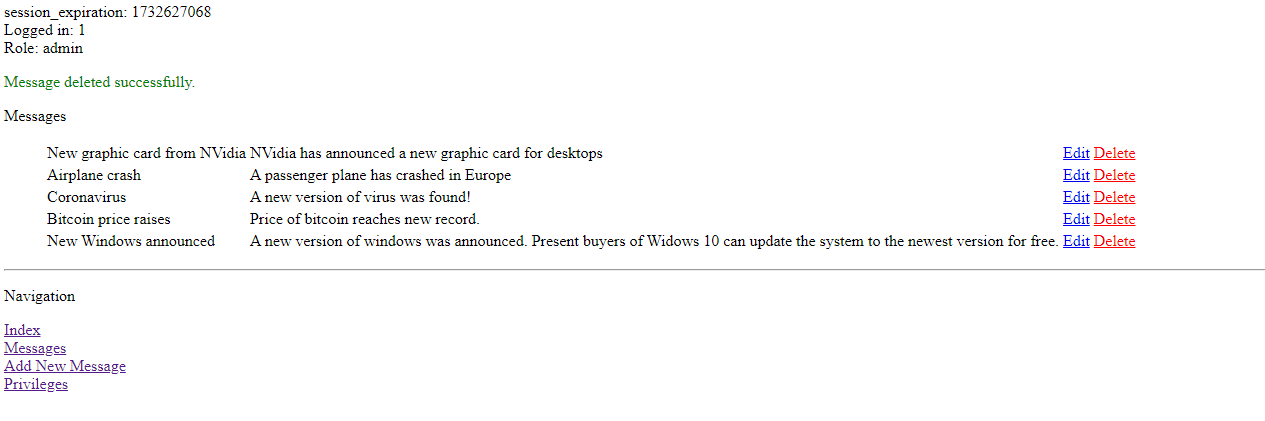 session_expiration: 1732627068
Logged in: 1
Role: admin
Message deleted successfully.
Messages
New graphic card from NVidia NVidia has announced a new graphic card for desktops Edit Delete
Airplane crash A passenger plane has crashed in Europe Edit Delete
Coronavirus A new version of virus was found! Edit Delete
Bitcoin price raises Price of bitcoin reaches new record. Edit Delete
New Windows announced A new version of windows was announced. Present buyers of Widows 10 can update the system to the newest version for free. Edit Delete
Navigation
Index
Messages
Add New Message
Privileges